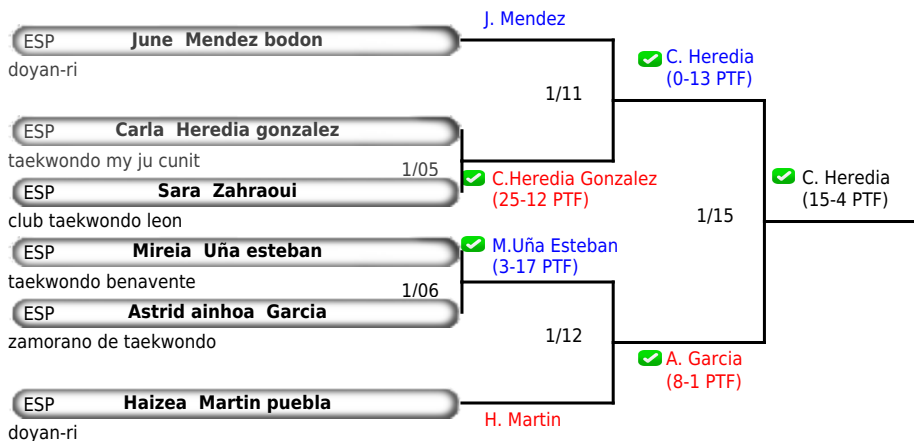 J. Mendez
ESP June Mendez bodon
doyan-ri
C. Heredia
(0-13 PTF)
1/11
ESP Carla Heredia gonzalez
taekwondo my ju cunit
1/05
C.Heredia Gonzalez
(25-12 PTF)
C. Heredia
(15-4 PTF)
ESP Sara Zahraoui
club taekwondo leon
1/15
ESP Mireia Uña esteban
M.Uña Esteban
(3-17 PTF)
taekwondo benavente
1/06
ESP Astrid ainhoa Garcia
zamorano de taekwondo
1/12
A. Garcia
(8-1 PTF)
ESP Haizea Martin puebla
H. Martin
doyan-ri